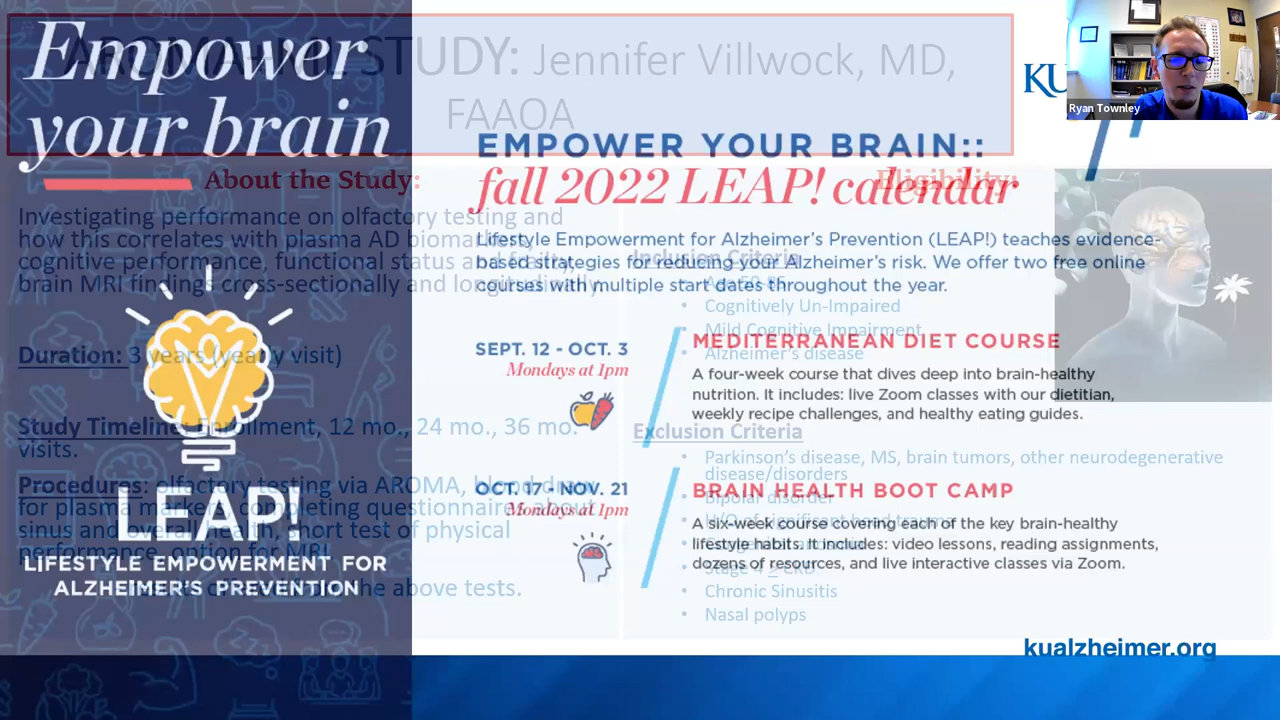 Empower
your brain
LEAP!
LIFESTYLE EMPOWERMENT FOR
ALZHEIMER'S PREVENTION
STUDY: Jennifer Villwock, MD,
FAAOA
KU
Ryan Townley
EMPOWER YOUR BRAIN::
fall 2022 LEAP! calendar
Lifestyle Empowerment for Alzheimer's Prevention (LEAP!) teaches evidence-
based strategies for reducing your Alzheimer's risk. We offer two free online
courses with multiple start dates throughout the year.
SEPT. 12 - OCT. 3
Mondays at 1pm
MEDITERRANEAN DIET COURSE
A four-week course that dives deep into brain-healthy
nutrition. It includes: live Zoom classes with our dietitian,
weekly recipe challenges, and healthy eating guides.
OCT. 17 - NOV. 21
Mondays at 1pm
BRAIN HEALTH BOOT CAMP
A six-week course covering each of the key brain-healthy
lifestyle habits. It includes: video lessons, reading assignments,
dozens of resources, and live interactive classes via Zoom.
kualzheimer.org
About the Study:
Investigating performance on olfactory testing and
how this correlates with plasma AD biomarkers,
cognitive performance, functional status and frailty,
brain MRI findings cross-sectionally and longitudinally
Duration: 3 years (yearly visit)
Study Timeline: Enrollment, 12 mo., 24 mo., 36 mo.
visits.
Procedures: olfactory testing via AROMA, blood draw
for plasma markers, completing questionnaires about
sinus and overall health, short test of physical
performance, option for MRI
the above tests.
Eligibility:
Inclusion Criteria
Cognitively Un-Impaired
Mild Cognitive Impairment
Alzheimer's disease
Exclusion Criteria
Parkinson's disease, MS, brain tumors, other neurodegenerative
disease/disorders
bipolar disorder
Chronic Sinusitis
Nasal polyps